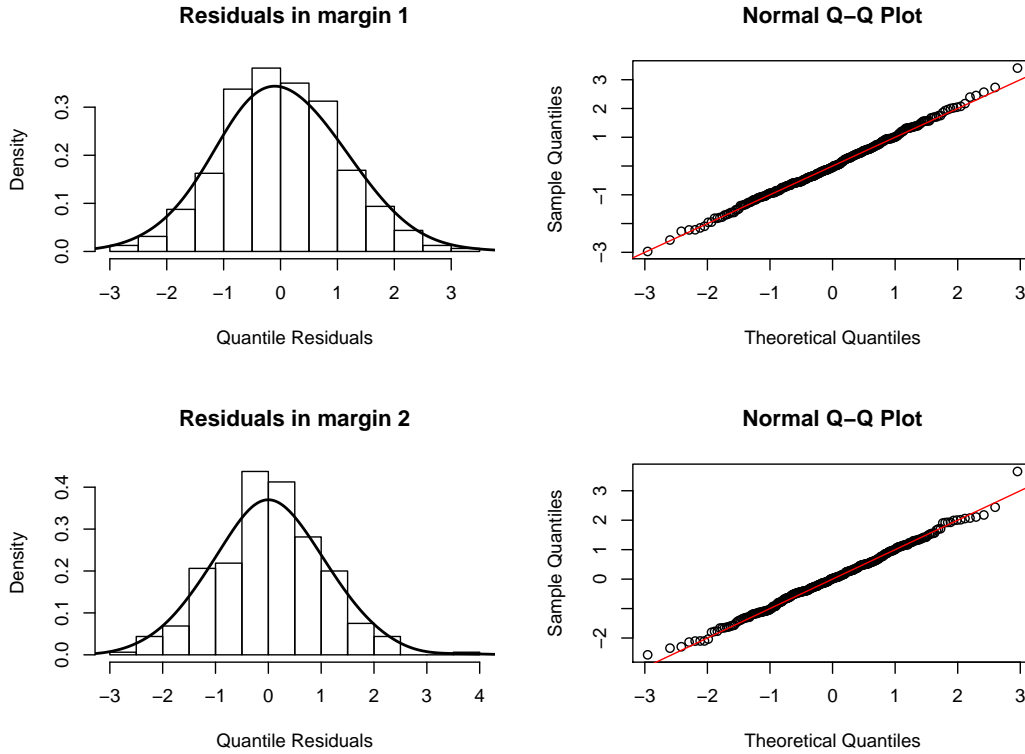 Residuals in margin 1
Density
0.0 0.1 0.2 0.3
−3 −2 −1 0 1 2 3
Quantile Residuals
Normal Q−Q Plot
Sample Quantiles
−3 −1 1 2 3
−3 −2 −1 0 1 2 3
Theoretical Quantiles
Residuals in margin 2
Density
0.0 0.1 0.2 0.3 0.4
−3 −2 −1 0 1 2 3 4
Quantile Residuals
Normal Q−Q Plot
Sample Quantiles
−2 0 1 2 3
−3 −2 −1 0 1 2 3
Theoretical Quantiles